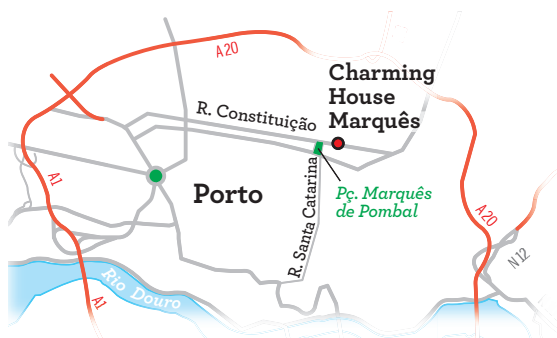 A20
Charming
House
Marquês
R. Constituição
A1
Porto
R. Santa Catarina
Pç. Marquês
de Pombal
A20
N12
Rio Douro
A1